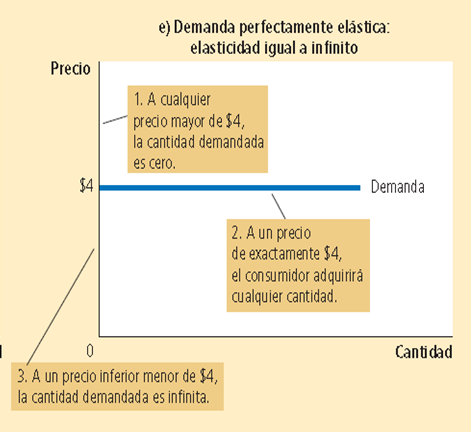 e) Demanda perfectamente elástica:
elasticidad igual a infinito
Precio
1. A cualquier
precio mayor de $4,
la cantidad demandada
es cero.
$4
Demanda
2. A un precio
de exactamente $4,
el consumidor adquirirá
cualquier cantidad.
0
Cantidad
3. A un precio inferior menor de $4,
la cantidad demandada es infinita.